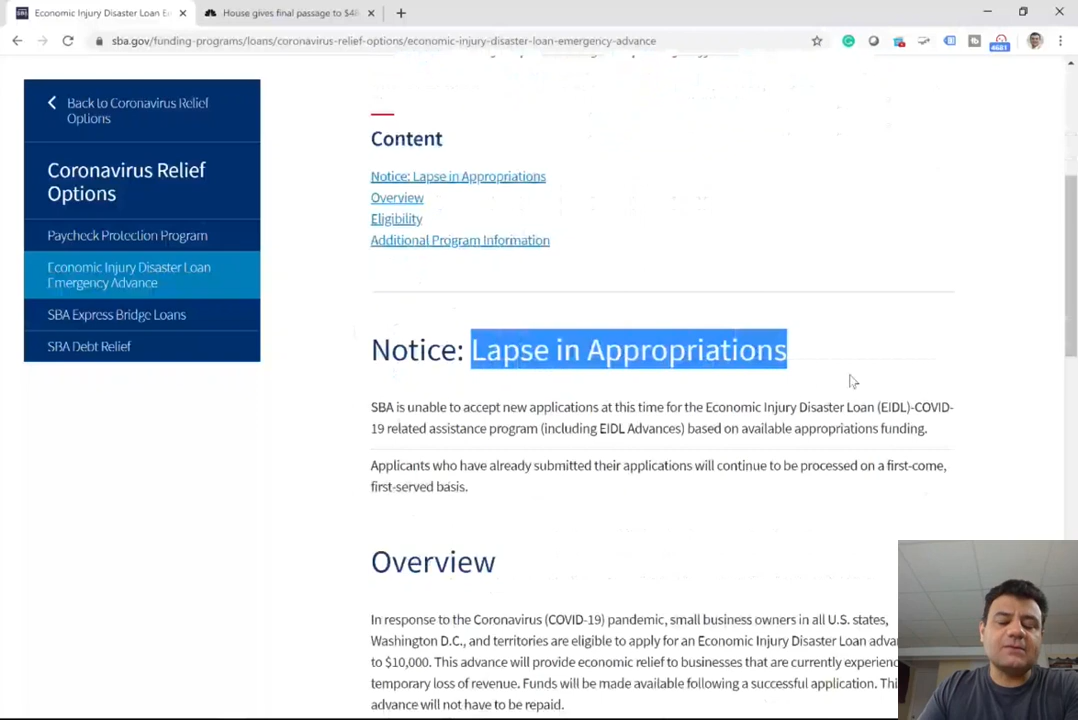 Economic Injury Disaster Loan E
House gives final passage to $48
sba.gov/funding-programs/loans/coronavirus-relief-options/economic-injury-disaster-loan-emergency-advance
4681
Back to Coronavirus Relief
Options
Coronavirus Relief
Options
Paycheck Protection Program
Economic Injury Disaster Loan
Emergency Advance
SBA Express Bridge Loans
SBA Debt Relief
Content
Notice: Lapse in Appropriations
Overview
Eligibility
Additional Program Information
Notice: Lapse in Appropriations
SBA is unable to accept new applications at this time for the Economic Injury Disaster Loan (EIDL)-COVID-
19 related assistance program (including EIDL Advances) based on available appropriations funding.
Applicants who have already submitted their applications will continue to be processed on a first-come,
first-served basis.
Overview
In response to the Coronavirus (COVID-19) pandemic, small business owners in all U.S. states,
Washington D.C., and territories are eligible to apply for an Economic Injury Disaster Loan adva
to $10,000. This advance will provide economic relief to businesses that are currently experienc
temporary loss of revenue. Funds will be made available following a successful application. Thi
advance will not have to be repaid.